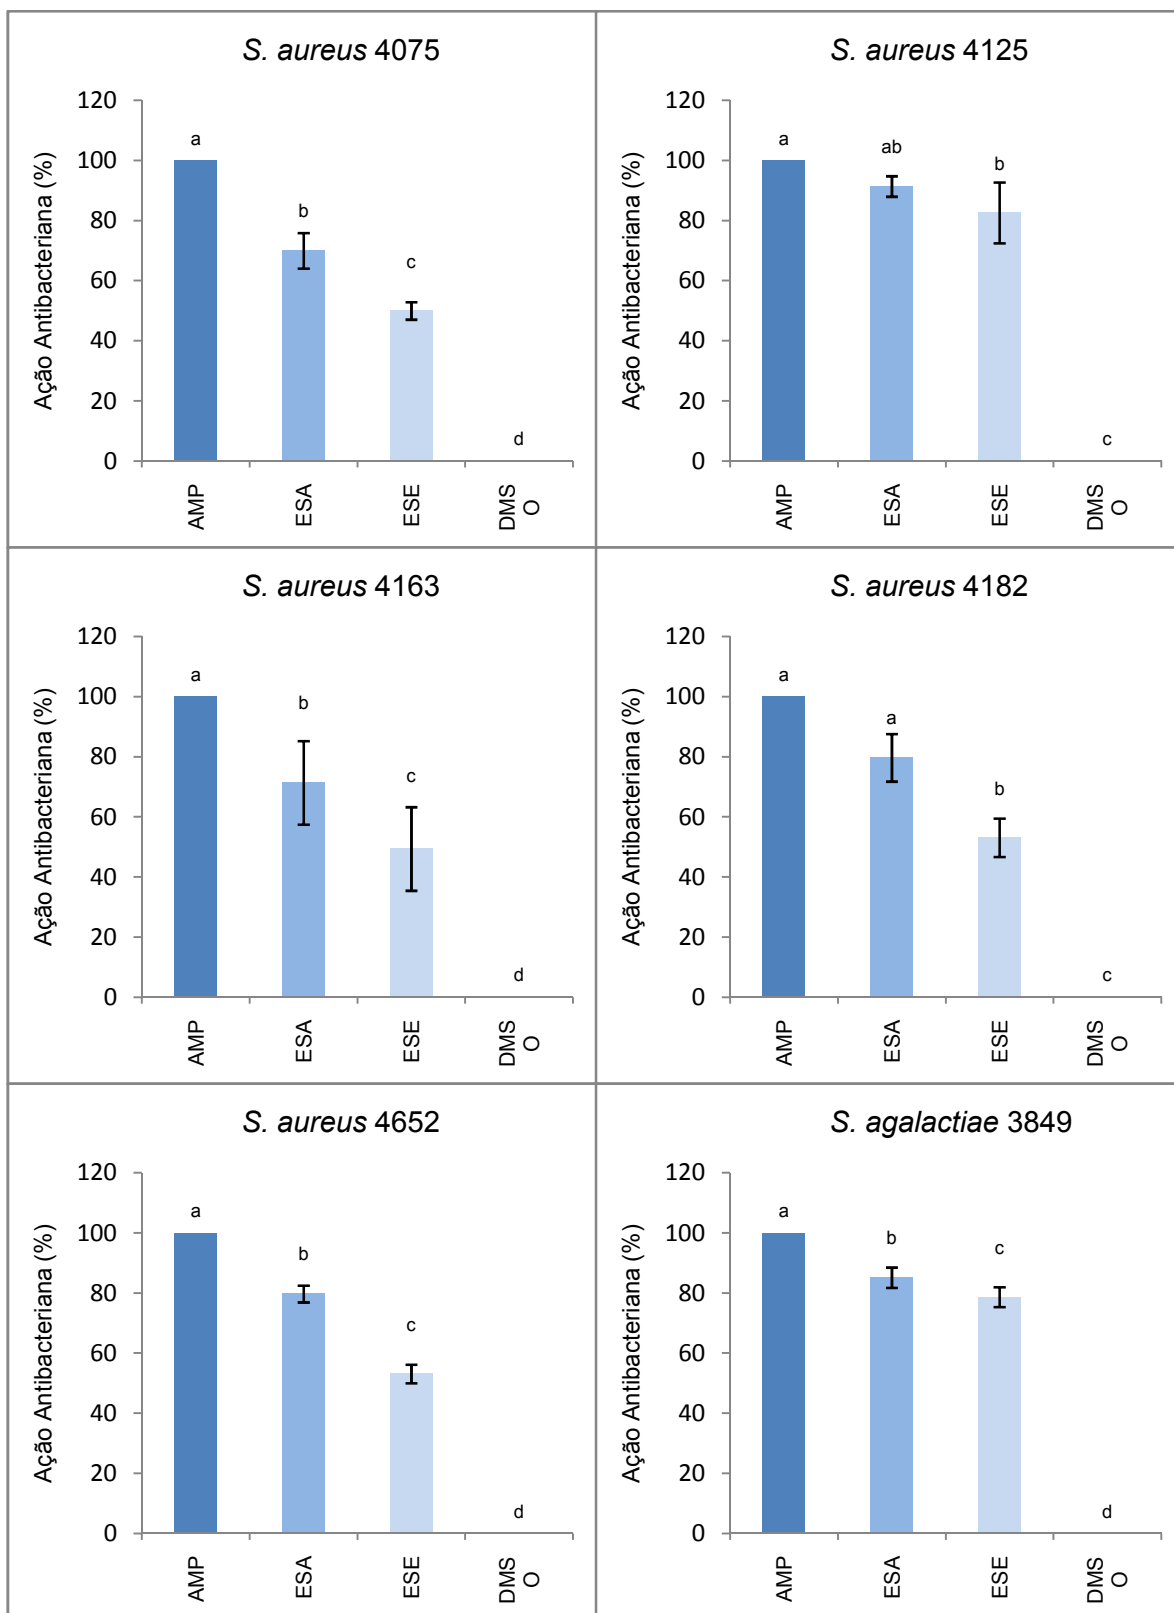 S. aureus 4075
120
100
80
60
40
20
0
Ação Antibacteriana (%)
a
b
c
d
AMP
ESA
ESE
DMS
O
S. aureus 4125
120
100
80
60
40
20
0
Ação Antibacteriana (%)
a
ab
b
c
AMP
ESA
ESE
DMS
O
S. aureus 4163
120
100
80
60
40
20
0
Ação Antibacteriana (%)
a
b
c
d
AMP
ESA
ESE
DMS
O
S. aureus 4182
120
100
80
60
40
20
0
Ação Antibacteriana (%)
a
a
b
c
AMP
ESA
ESE
DMS
O
S. aureus 4652
120
100
80
60
40
20
0
Ação Antibacteriana (%)
a
b
c
d
AMP
ESA
ESE
DMS
O
S. agalactiae 3849
120
100
80
60
40
20
0
Ação Antibacteriana (%)
a
b
c
d
AMP
ESA
ESE
DMS
O